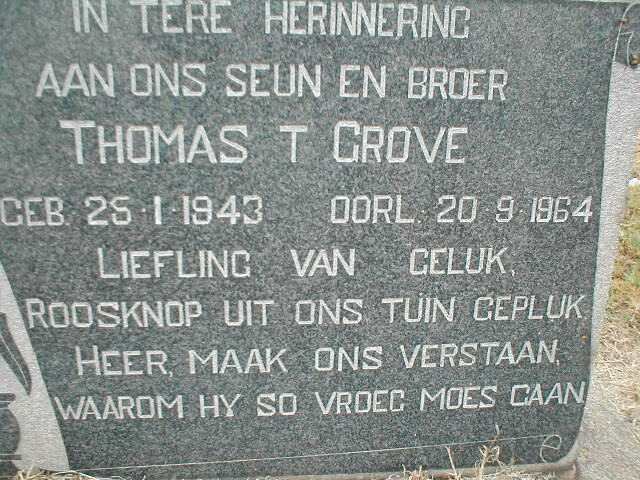 IN TERE HERINNERING
AAN ONS SEUN EN BROER
THOMAS T GROVE
GEB. 25·1·1943 OORL. 20·9·1964
LIEFLING VAN GELUK,
ROOSKNOP UIT ONS TUIN GEPLUK
HEER, MAAK ONS VERSTAAN,
WAAROM HY SO VROEG MOES GAAN